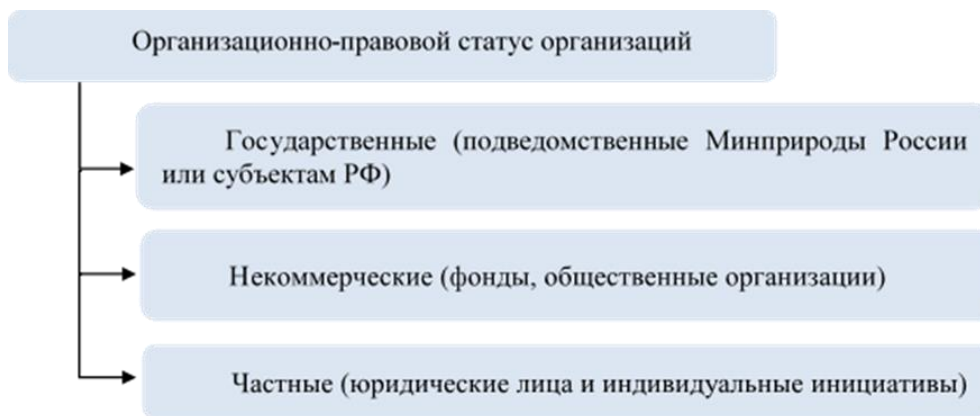 Организационно-правовой статус организаций
Государственные (подведомственные Минприроды России
или субъектам РФ)
Некоммерческие (фонды, общественные организации)
Частные (юридические лица и индивидуальные инициативы)